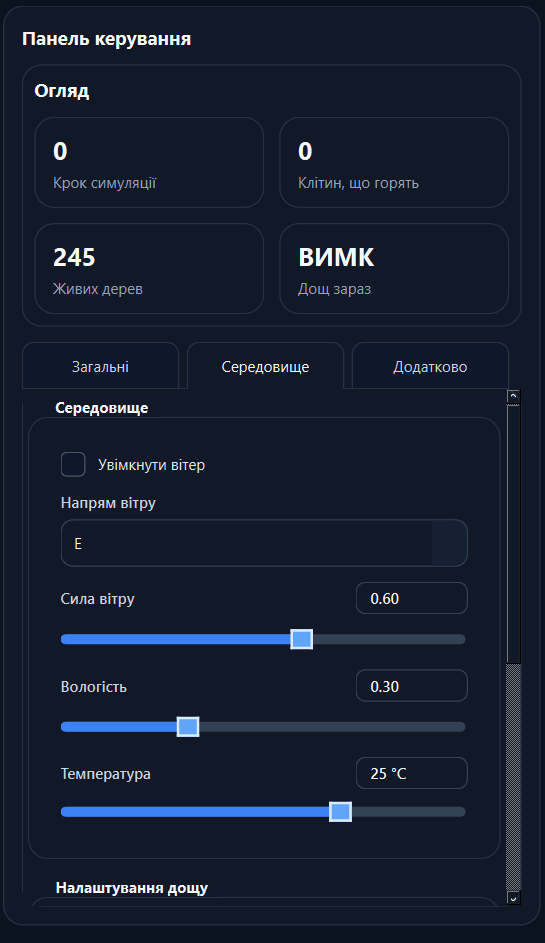 Панель керування
Огляд
0
Крок симуляції
0
Клітин, що горять
245
Живих дерев
ВИМК
Дощ зараз
Загальні
Середовище
Додатково
Середовище
Увімкнути вітер
Напрям вітру
E
Сила вітру
0.60
Вологість
0.30
Температура
25 °C
Налаштування дощу